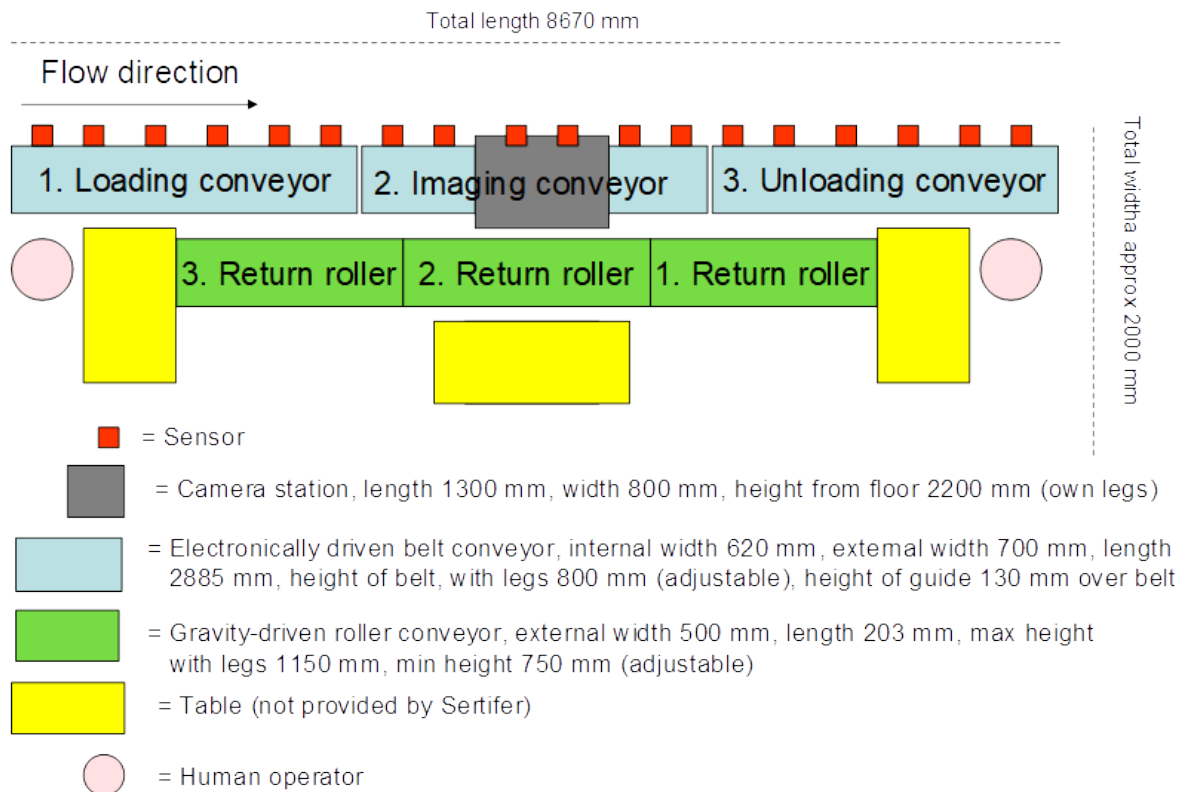 Total length 8670 mm
Flow direction
1. Loading conveyor
2. Imaging conveyor
3. Unloading conveyor
Total widtha approx 2000 mm
3. Return roller
2. Return roller
1. Return roller
= Sensor
= Camera station, length 1300 mm, width 800 mm, height from floor 2200 mm (own legs)
= Electronically driven belt conveyor, internal width 620 mm, external width 700 mm, length
2885 mm, height of belt, with legs 800 mm (adjustable), height of guide 130 mm over belt
= Gravity-driven roller conveyor, external width 500 mm, length 203 mm, max height
with legs 1150 mm, min height 750 mm (adjustable)
= Table (not provided by Sertifer)
= Human operator